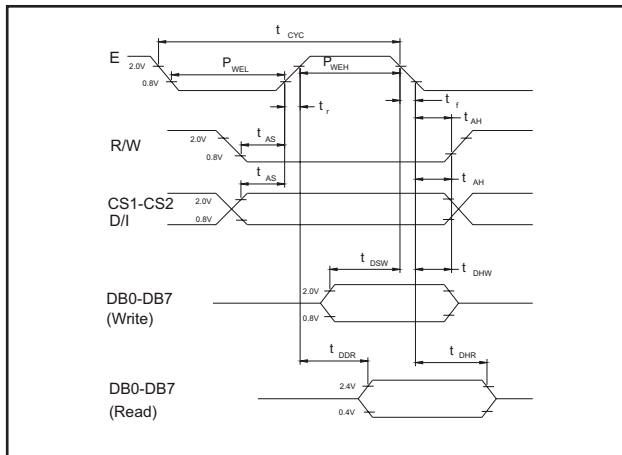 t CYC
E
2.0V
0.8V
P WEL
P WEH
t r
t f
R/W
2.0V
0.8V
t AS
t AH
CS1-CS2
D/I
2.0V
0.8V
t AS
t AH
t DSW
t DHW
DB0-DB7
(Write)
2.0V
0.8V
t DDR
t DHR
DB0-DB7
(Read)
2.4V
0.4V